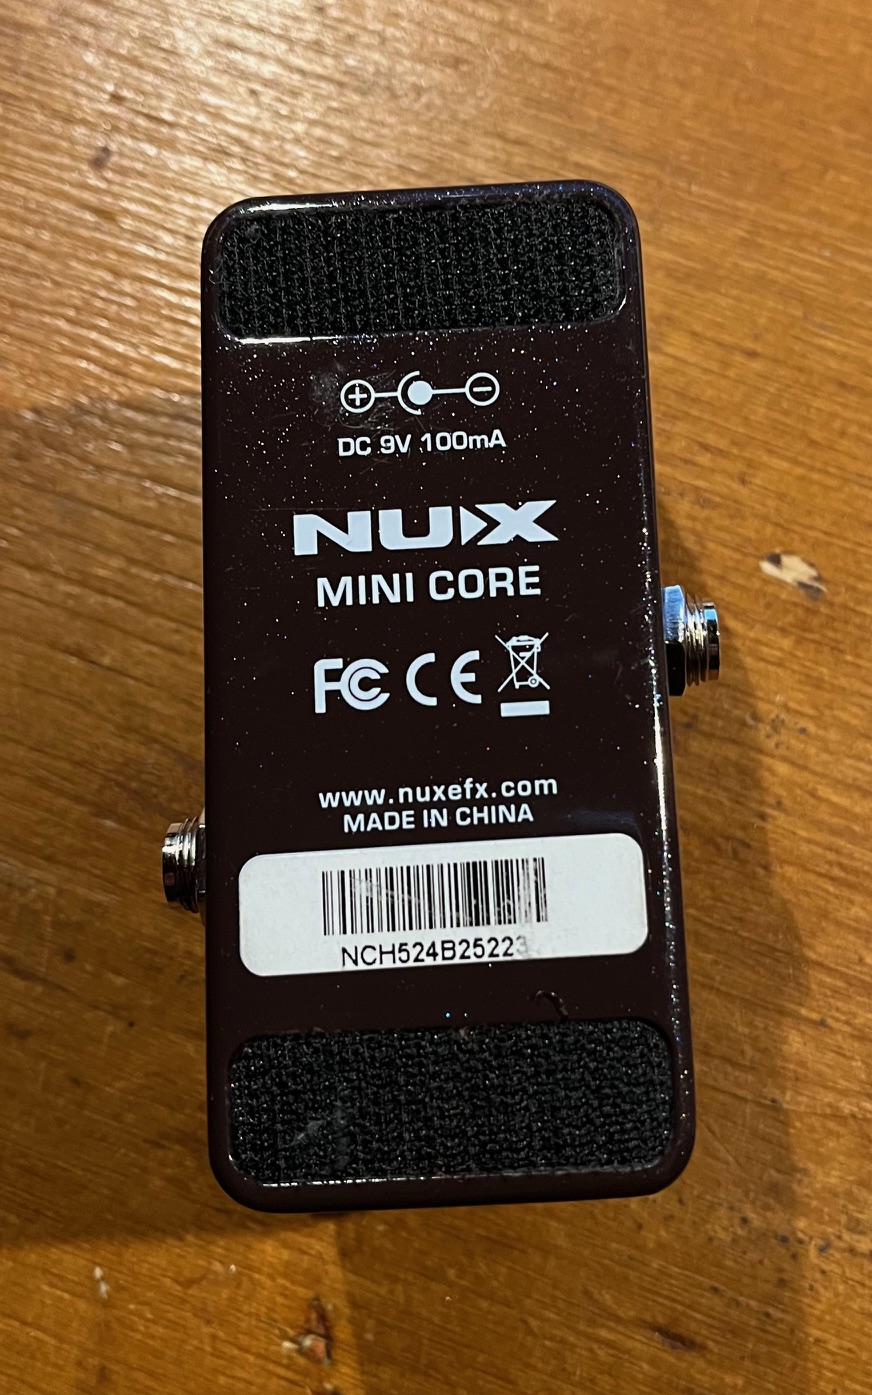 DC 9V 100mA
NUX
MINI CORE
FC CE
www.nuxefx.com
MADE IN CHINA
NCH524B25223